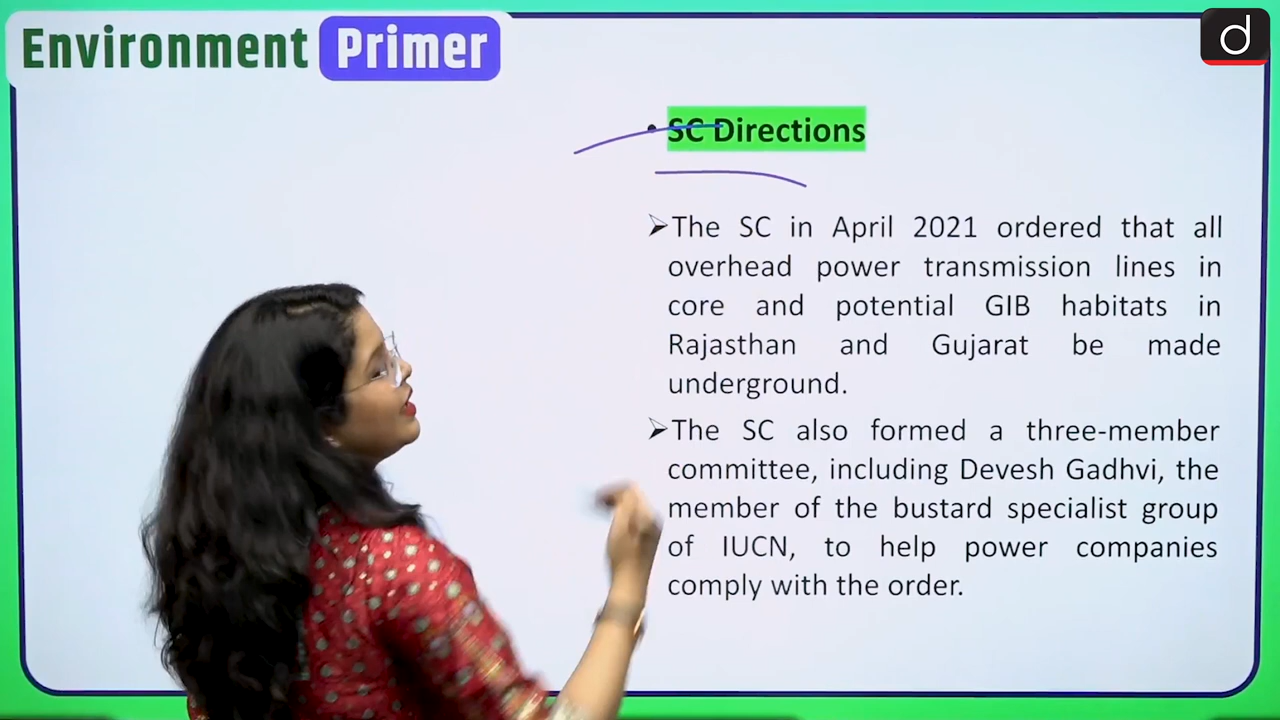 Environment Primer
d
• SC Directions
➢The SC in April 2021 ordered that all
overhead power transmission lines in
core and potential GIB habitats in
Rajasthan and Gujarat be made
underground.
➢The SC also formed a three-member
committee, including Devesh Gadhvi, the
member of the bustard specialist group
of IUCN, to help power companies
comply with the order.